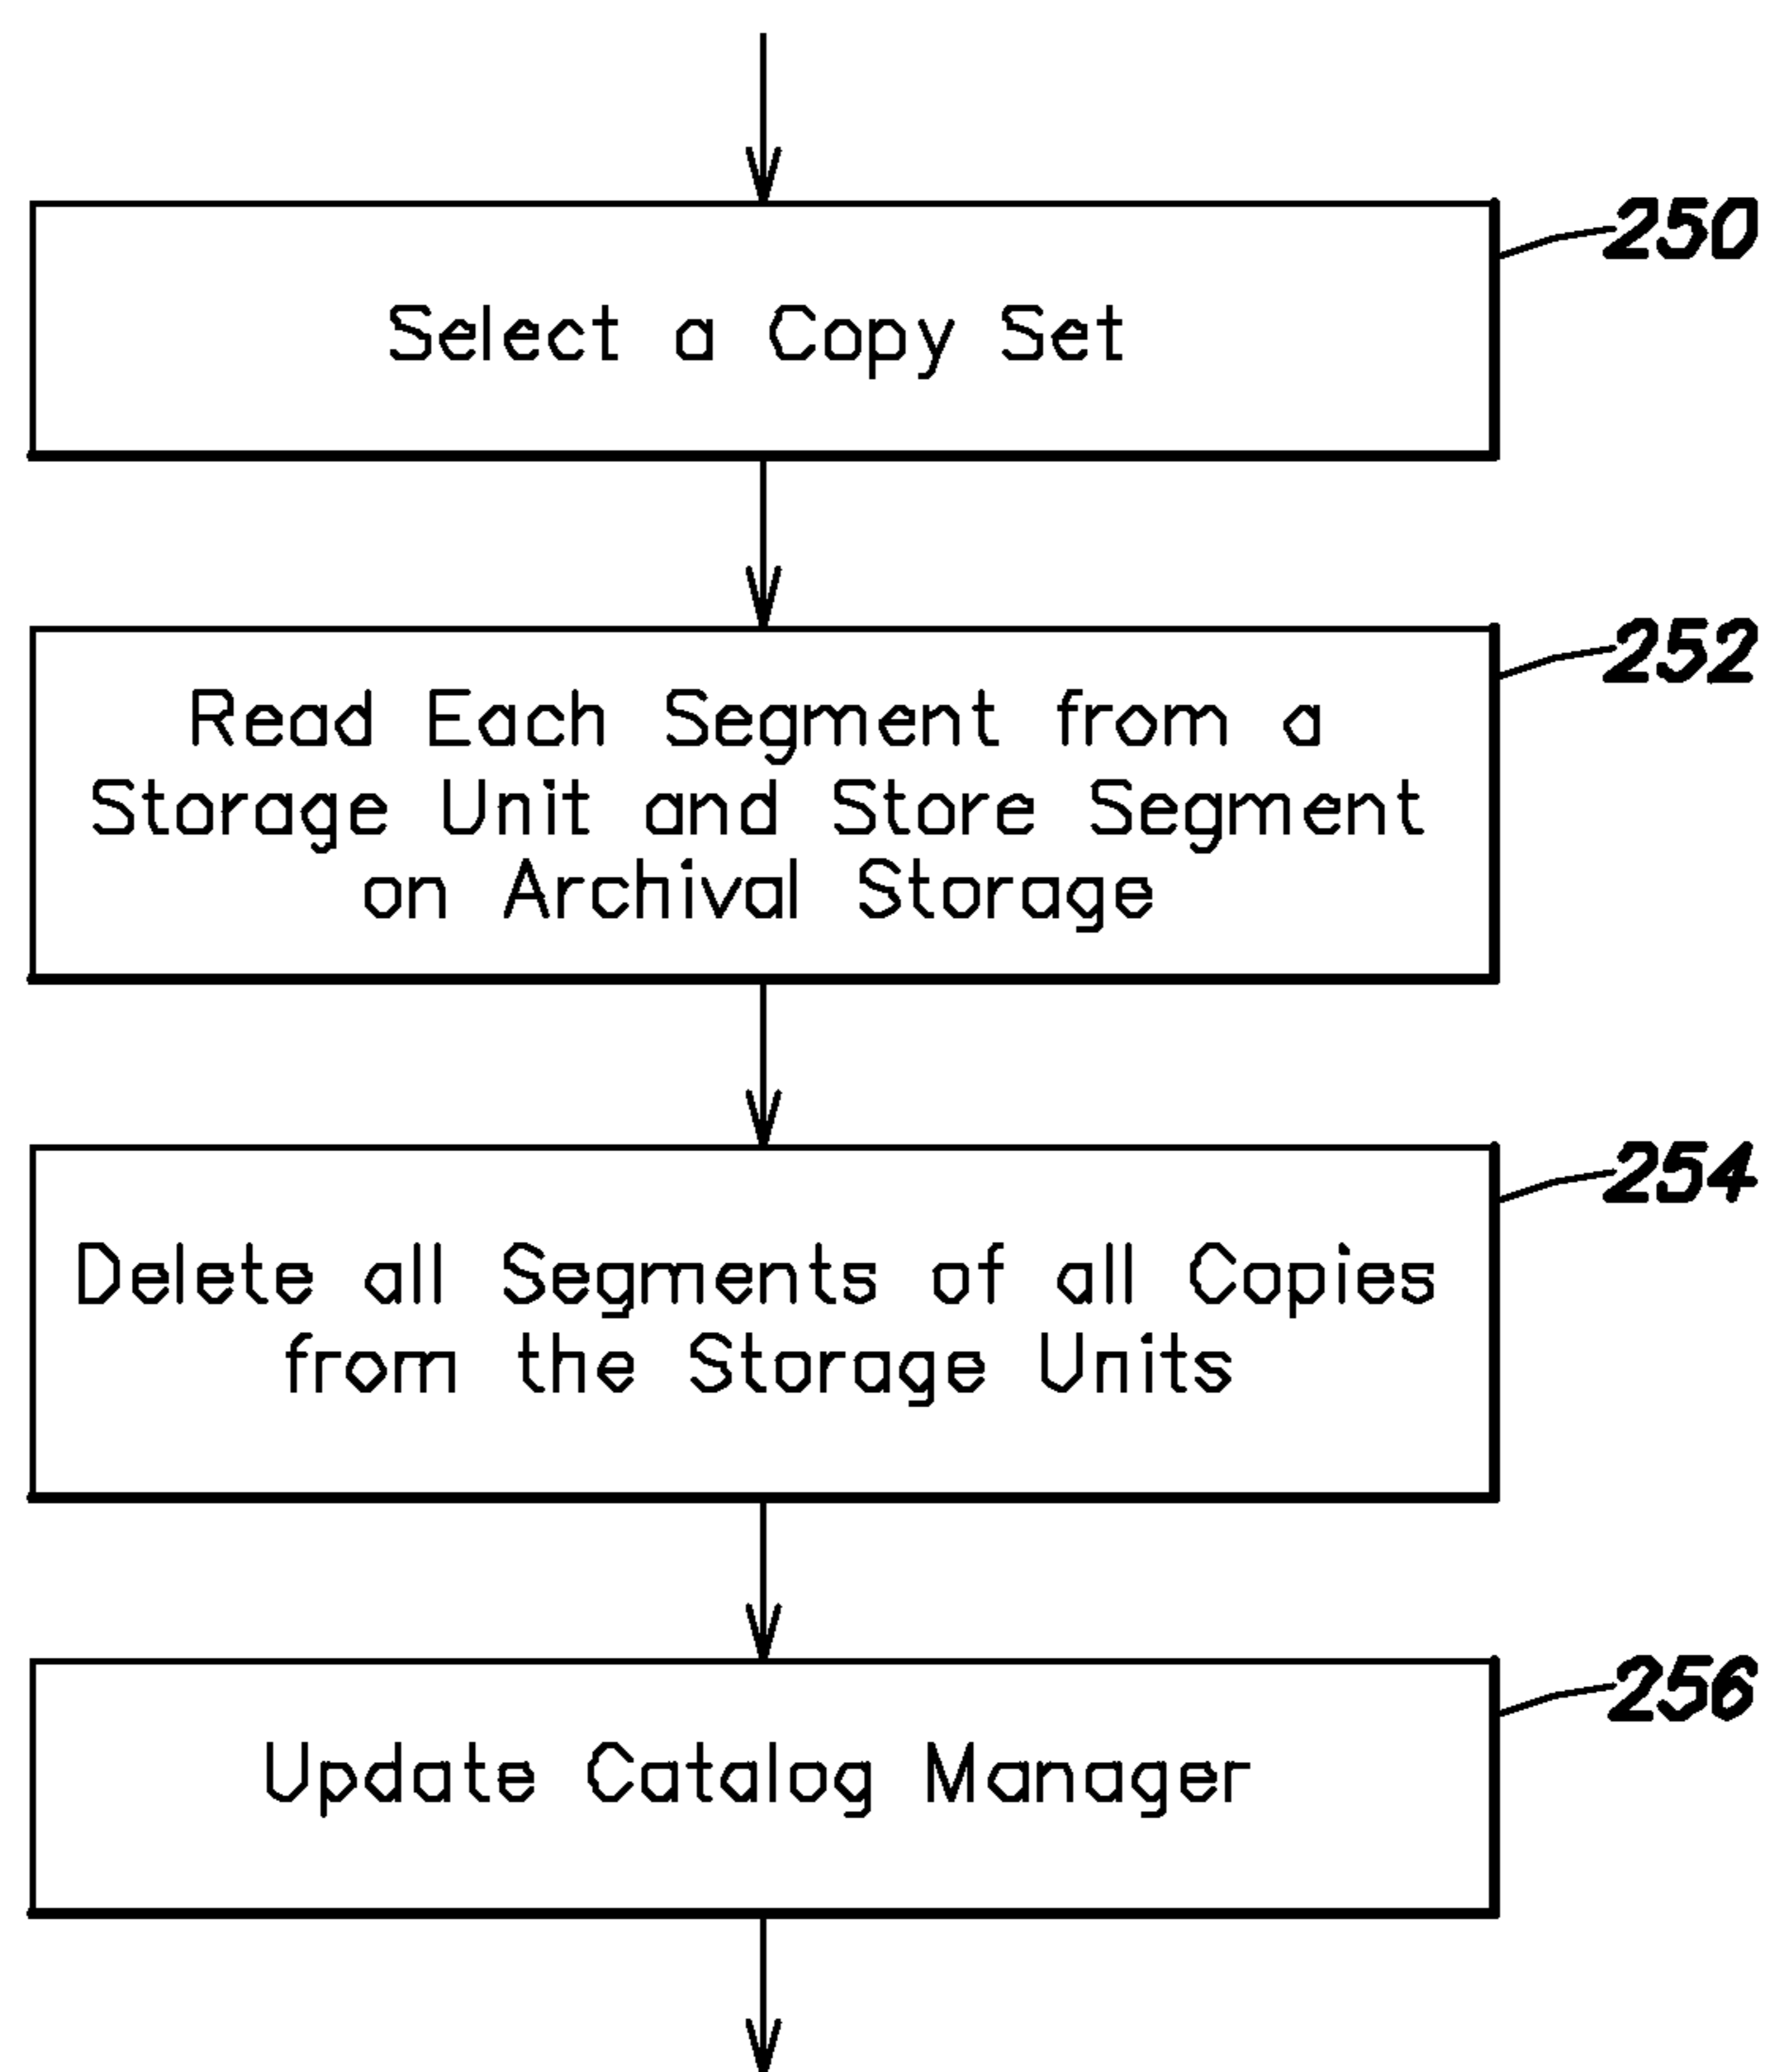 250
Select a Copy Set
252
Read Each Segment from a
Storage Unit and Store Segment
on Archival Storage
254
Delete all Segments of all Copies
from the Storage Units
256
Update Catalog Manager